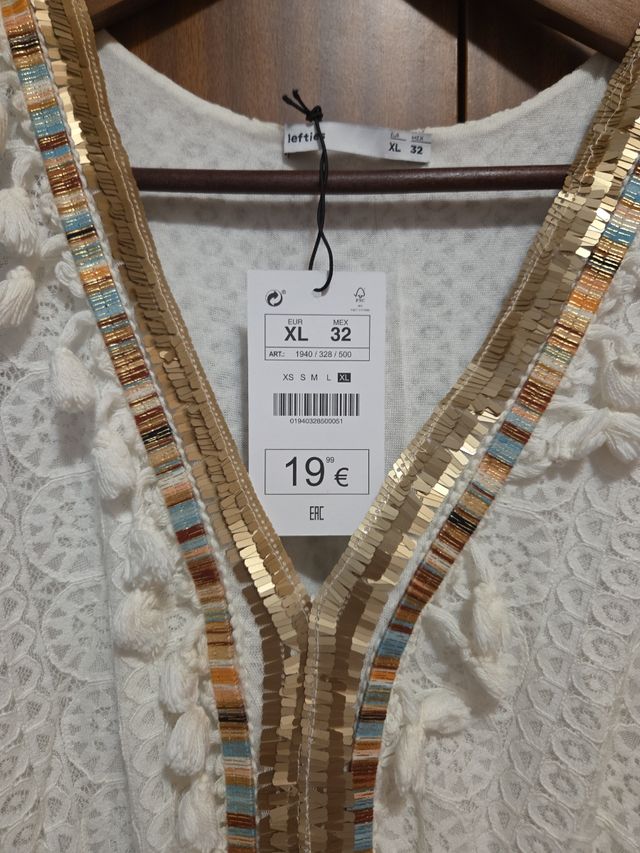 lefties
EUR MEX
XL 32
FSC
EUR MEX
XL 32
ART.: 1940 / 328 / 500
XS S M L XL
01940328500051
19,99 €
EAC